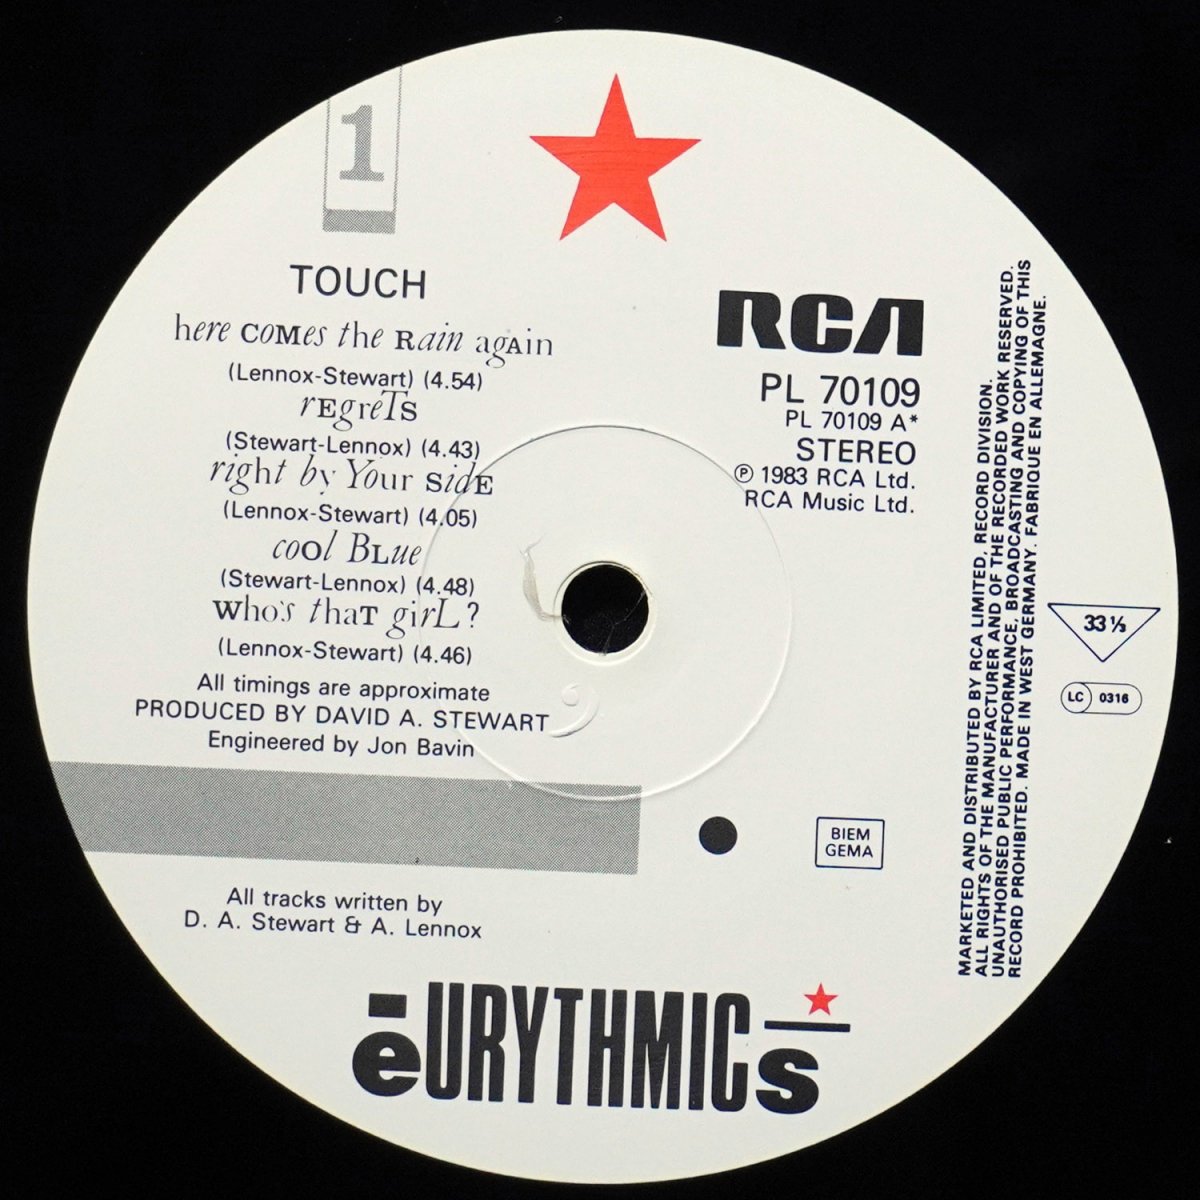 1
TOUCH
here COMes the Rain agAin
(Lennox-Stewart) (4.54)
rEgreTS
(Stewart-Lennox) (4.43)
right by Your SidE
(Lennox-Stewart) (4.05)
coOl BLue
(Stewart-Lennox) (4.48)
Who's thaT girL?
(Lennox-Stewart) (4.46)
All timings are approximate
PRODUCED BY DAVID A. STEWART
Engineered by Jon Bavin
RCA
PL 70109
PL 70109 A*
STEREO
℗ 1983 RCA Ltd.
RCA Music Ltd.
MARKETED AND DISTRIBUTED BY RCA LIMITED, RECORD DIVISION.
ALL RIGHTS OF THE MANUFACTURER AND OF THE RECORDED WORK RESERVED.
UNAUTHORISED PUBLIC PERFORMANCE, BROADCASTING AND COPYING OF THIS
RECORD PROHIBITED. MADE IN WEST GERMANY. FABRIQUE EN ALLEMAGNE.
33⅓
LC 0316
BIEM
GEMA
All tracks written by
D. A. Stewart & A. Lennox
ēURYTHMICs